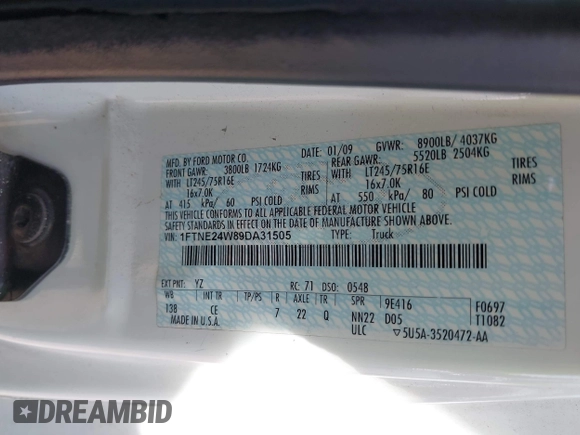 MFD. BY FORD MOTOR CO.
DATE: 01/09 GVWR: 8900LB/ 4037KG
FRONT GAWR: 3800LB 1724KG REAR GAWR: 5520LB 2504KG
WITH LT245/75R16E TIRES WITH LT245/75R16E TIRES
16x7.0K RIMS 16x7.0K RIMS
AT 415 kPa/ 60 PSI COLD AT 550 kPa/ 80 PSI COLD
THIS VEHICLE CONFORMS TO ALL APPLICABLE FEDERAL MOTOR VEHICLE
SAFETY STANDARDS IN EFFECT ON THE DATE OF MANUFACTURE SHOWN ABOVE.
VIN: 1FTNE24W89DA31505 TYPE: Truck
EXT PNT: YZ RC: 71 DSO: 0548
WB INT TR TP/PS R AXLE TR SPR 9E416 F0697
138 CE 7 22 Q NN22 D05 T1082
MADE IN U.S.A. ULC ▽5U5A-3520472-AA
DREAMBID